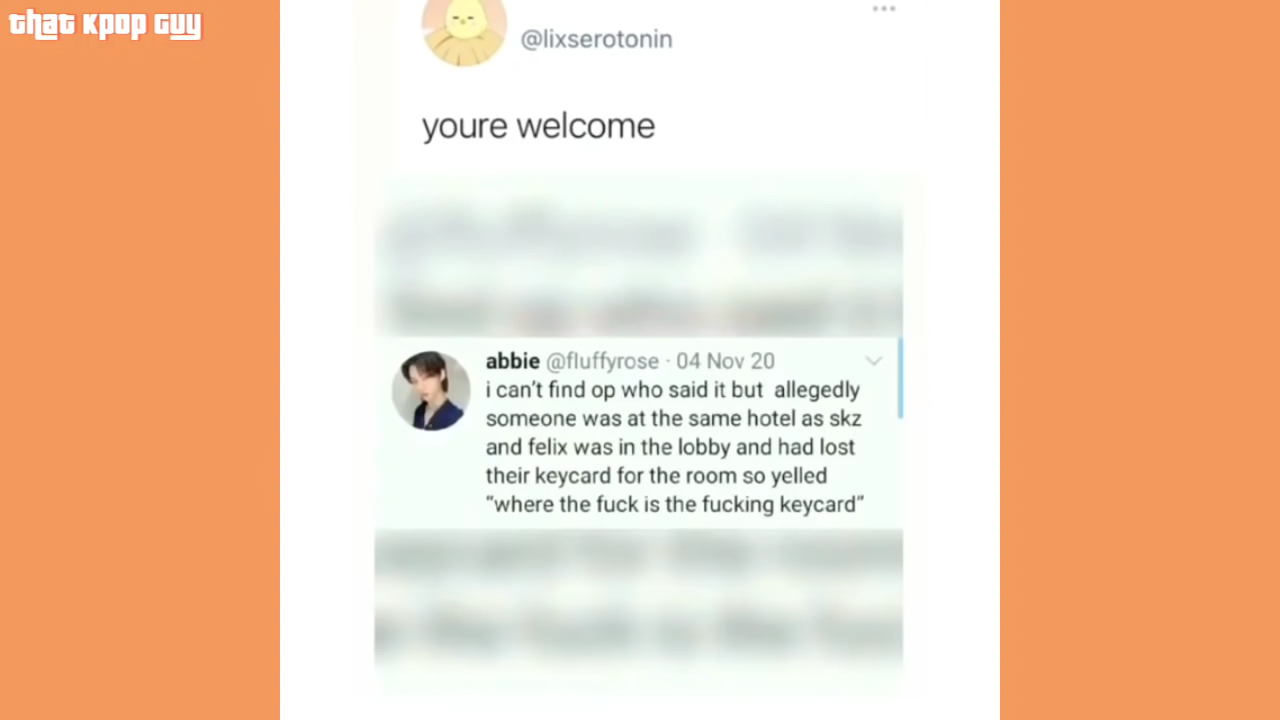 that kpop guy
@lixserotonin
youre welcome
abbie @fluffyrose · 04 Nov 20
i can't find op who said it but allegedly
someone was at the same hotel as skz
and felix was in the lobby and had lost
their keycard for the room so yelled
"where the fuck is the fucking keycard"